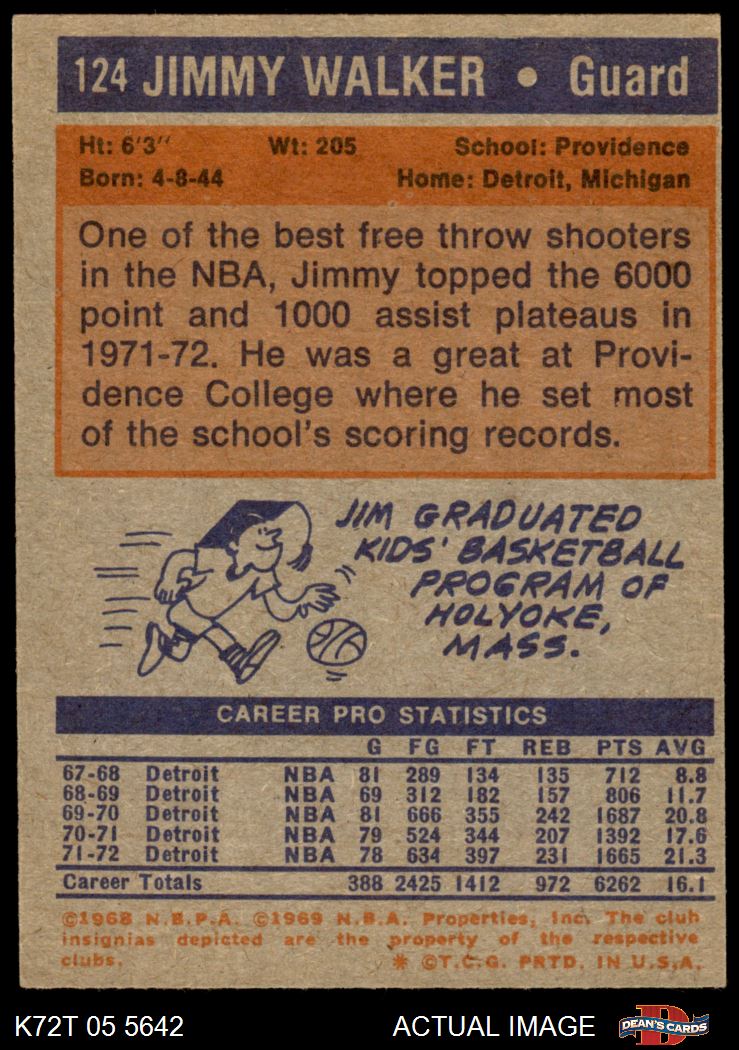 124 JIMMY WALKER • Guard
Ht: 6'3" Wt: 205 School: Providence
Born: 4-8-44 Home: Detroit, Michigan
One of the best free throw shooters
in the NBA, Jimmy topped the 6000
point and 1000 assist plateaus in
1971-72. He was a great at Provi-
dence College where he set most
of the school's scoring records.
JIM GRADUATED
KIDS' BASKETBALL
PROGRAM OF
HOLYOKE,
MASS.
CAREER PRO STATISTICS
G FG FT REB PTS AVG
67-68 Detroit NBA 81 289 134 135 712 8.8
68-69 Detroit NBA 69 312 182 157 806 11.7
69-70 Detroit NBA 81 666 355 242 1687 20.8
70-71 Detroit NBA 79 524 344 207 1392 17.6
71-72 Detroit NBA 78 634 397 231 1665 21.3
Career Totals 388 2425 1412 972 6262 16.1
©1968 N.B.P.A. ©1969 N.B.A. Properties, Inc. The club
insignias depicted are the property of the respective
clubs. * ©T.C.G. PRTD. IN U.S.A.
K72T 05 5642 ACTUAL IMAGE D DEAN'S CARDS